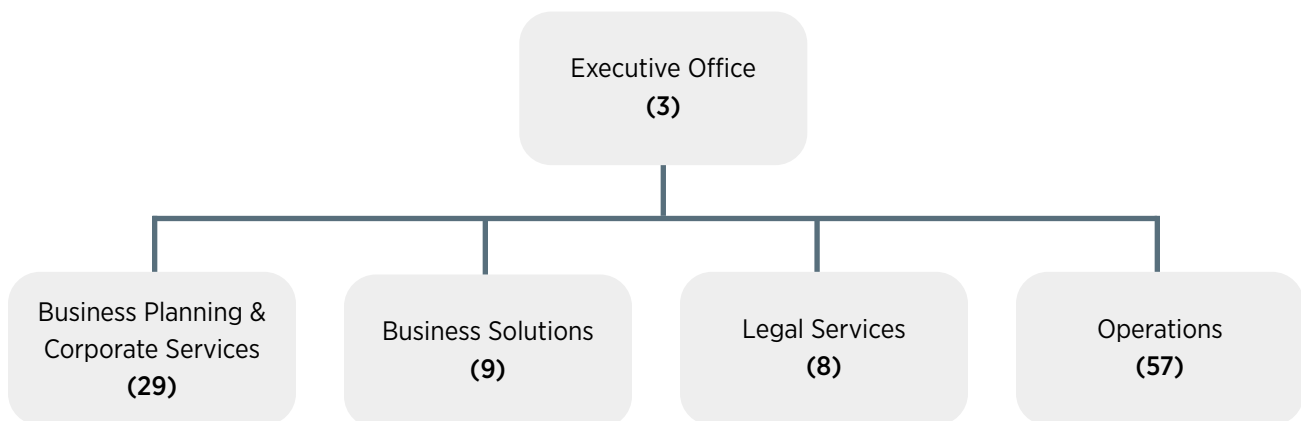 Executive Office
(3)
Business Planning &
Corporate Services
(29)
Business Solutions
(9)
Legal Services
(8)
Operations
(57)